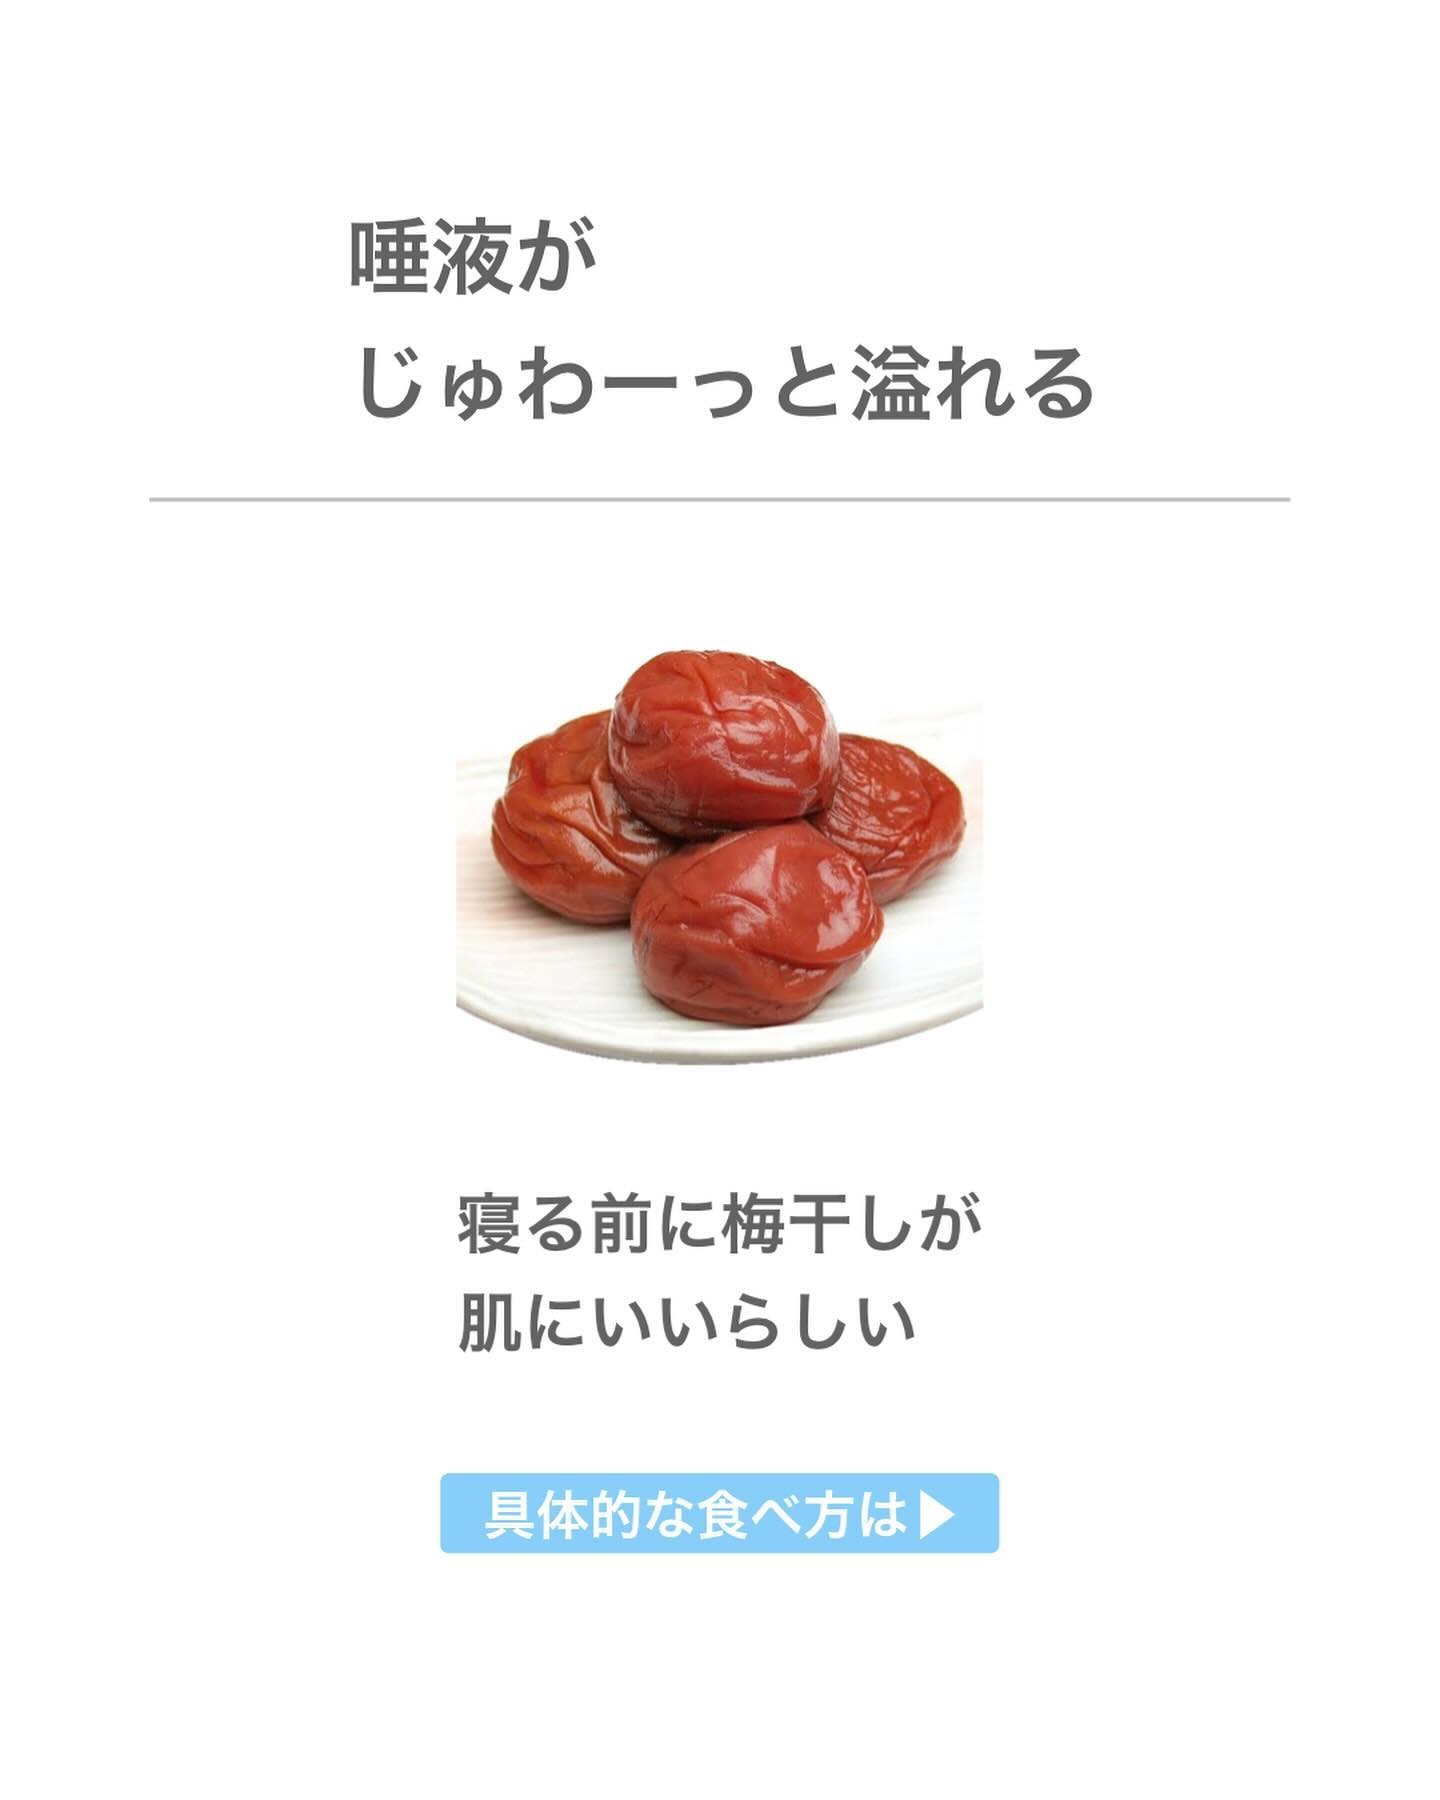 唾液が
じゅわーっと溢れる
寝る前に梅干しが
肌にいいらしい
具体的な食べ方は▶